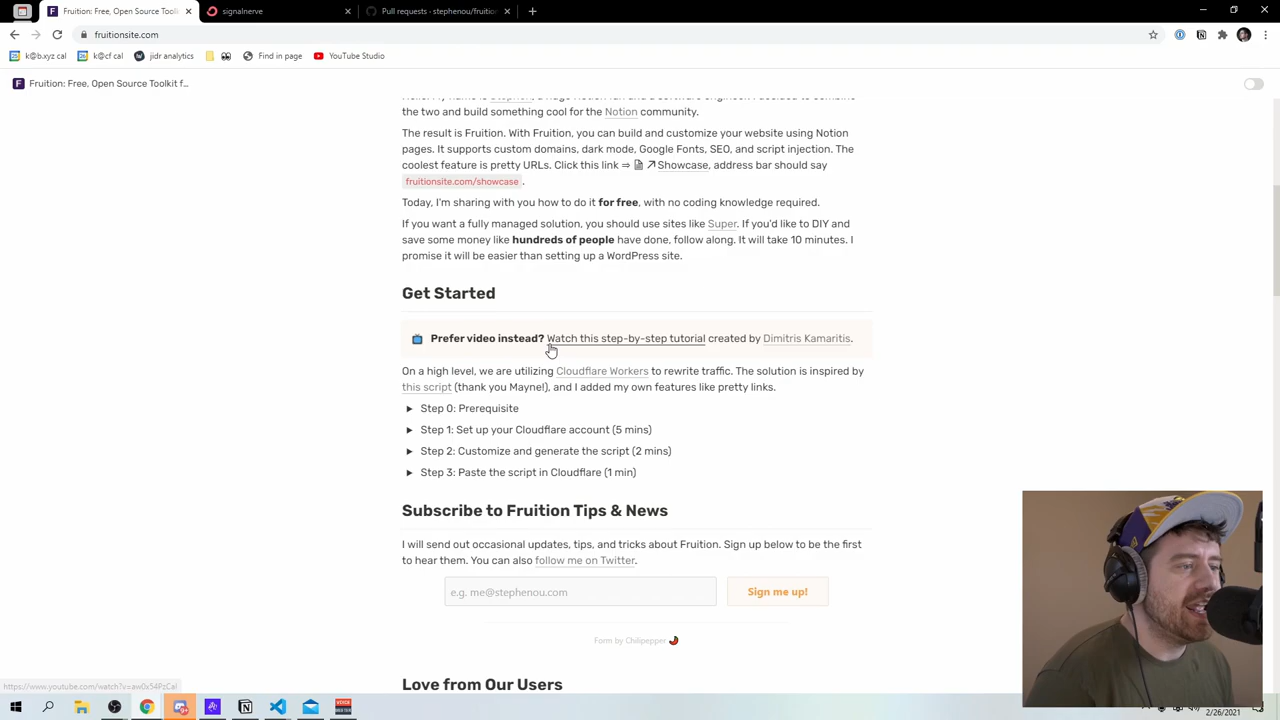 Fruition: Free, Open Source Toolki
signalnerve
Pull requests · stephenou/fruition
fruitionsite.com
k@b.xyz cal
k@cf cal
jidr analytics
Find in page
YouTube Studio
Fruition: Free, Open Source Toolkit f...
the two and build something cool for the Notion community.
The result is Fruition. With Fruition, you can build and customize your website using Notion
pages. It supports custom domains, dark mode, Google Fonts, SEO, and script injection. The
coolest feature is pretty URLs. Click this link ⇒ Showcase, address bar should say
fruitionsite.com/showcase.
Today, I'm sharing with you how to do it for free, with no coding knowledge required.
If you want a fully managed solution, you should use sites like Super. If you'd like to DIY and
save some money like hundreds of people have done, follow along. It will take 10 minutes. I
promise it will be easier than setting up a WordPress site.
Get Started
Prefer video instead? Watch this step-by-step tutorial created by Dimitris Kamaritis.
On a high level, we are utilizing Cloudflare Workers to rewrite traffic. The solution is inspired by
this script (thank you Mayne!), and I added my own features like pretty links.
Step 0: Prerequisite
Step 1: Set up your Cloudflare account (5 mins)
Step 2: Customize and generate the script (2 mins)
Step 3: Paste the script in Cloudflare (1 min)
Subscribe to Fruition Tips & News
I will send out occasional updates, tips, and tricks about Fruition. Sign up below to be the first
to hear them. You can also follow me on Twitter.
e.g. me@stephenou.com
Sign me up!
Form by Chilipepper
Love from Our Users
2/26/2021